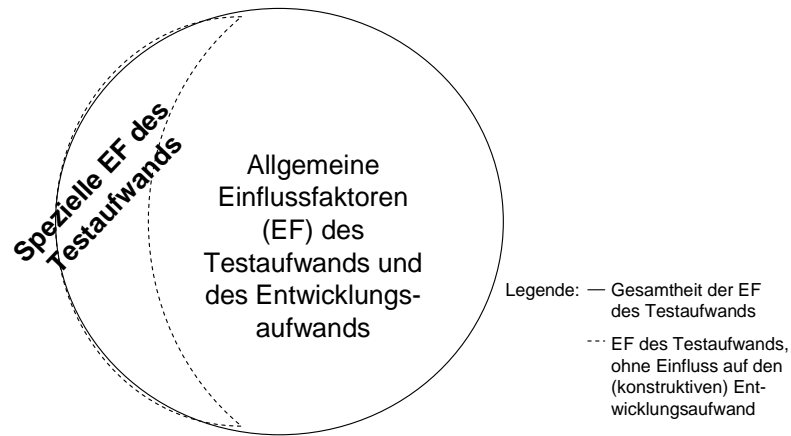 Spezielle EF des
Testaufwands
Allgemeine
Einflussfaktoren
(EF) des
Testaufwands und
des Entwicklungs-
aufwands
Legende: — Gesamtheit der EF
des Testaufwands
--- EF des Testaufwands,
ohne Einfluss auf den
(konstruktiven) Ent-
wicklungsaufwand